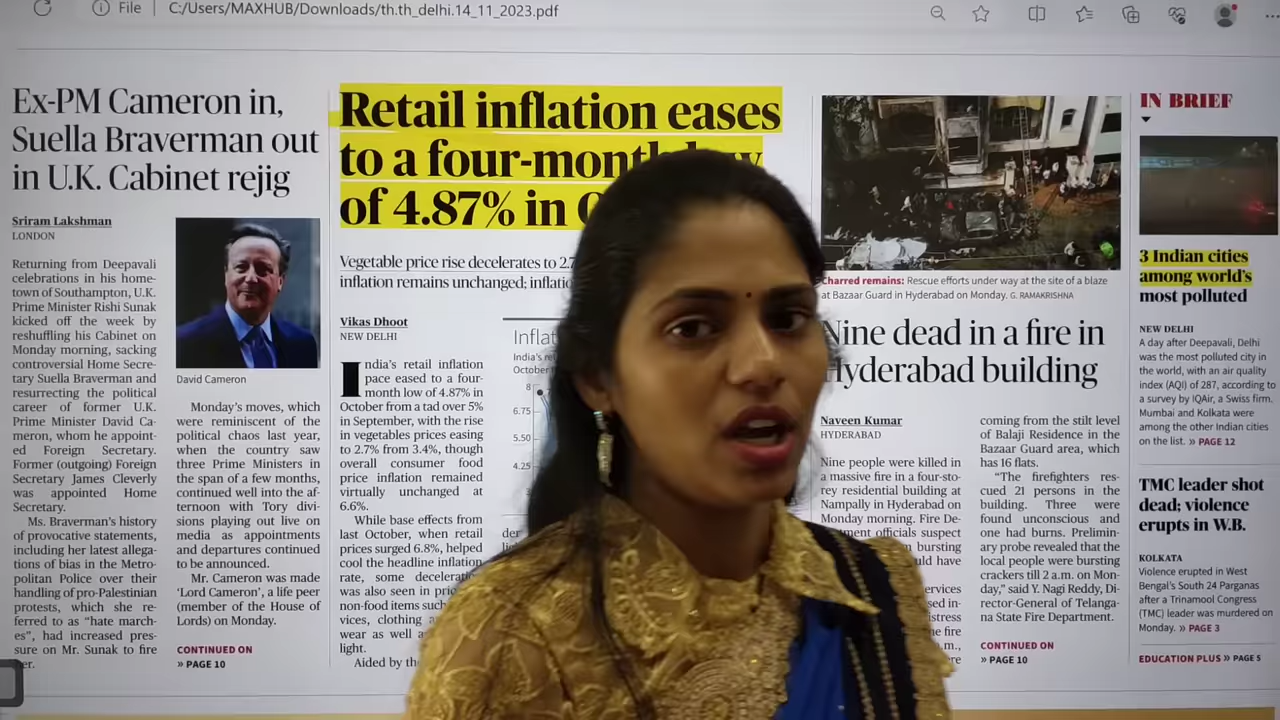 File
C:/Users/MAXHUB/Downloads/th.th_delhi.14_11_2023.pdf
Ex-PM Cameron in,
Suella Braverman out
in U.K. Cabinet rejig
Sriram Lakshman
LONDON
Returning from Deepavali
celebrations in his home-
town of Southampton, U.K.
Prime Minister Rishi Sunak
kicked off the week by
reshuffling his Cabinet on
Monday morning, sacking
controversial Home Secre-
tary Suella Braverman and
resurrecting the political
career of former U.K.
Prime Minister David Ca-
meron, whom he appoint-
ed Foreign Secretary.
Former (outgoing) Foreign
Secretary James Cleverly
was appointed Home
Secretary.
Ms. Braverman's history
of provocative statements,
including her latest allega-
tions of bias in the Metro-
politan Police over their
handling of pro-Palestinian
protests, which she re-
ferred to as "hate march-
es", had increased pres-
sure on Mr. Sunak to fire
her.
David Cameron
Monday's moves, which
were reminiscent of the
political chaos last year,
when the country saw
three Prime Ministers in
the span of a few months,
continued well into the af-
ternoon with Tory divi-
sions playing out live on
media as appointments
and departures continued
to be announced.
Mr. Cameron was made
'Lord Cameron', a life peer
(member of the House of
Lords) on Monday.
CONTINUED ON
» PAGE 10
Retail inflation eases
to a four-month
of 4.87% in
Vegetable price rise decelerates to
inflation remains unchanged;
Vikas Dhoot
NEW DELHI
India's retail inflation
pace eased to a four-
month low of 4.87% in
October from a tad over 5%
in September, with the rise
in vegetables prices easing
to 2.7% from 3.4%, though
overall consumer food
price inflation remained
virtually unchanged at
6.6%.
While base effects from
last October, when retail
prices surged 6.8%, helped
cool the headline inflation
rate, some
was also seen in
non-food items such
vices, clothing
wear as well
light.
Aided by
India's
October
8
6.75
5.50
4.25
Charred remains: Rescue efforts under way at the site of a blaze
at Bazaar Guard in Hyderabad on Monday. G. RAMAKRISHNA
Nine dead in a fire in
Hyderabad building
Naveen Kumar
HYDERABAD
Nine people were killed in
a massive fire in a four-sto-
rey residential building at
Nampally in Hyderabad on
Monday morning. Fire De-
officials suspect
bursting
have
fire
coming from the stilt level
of Balaji Residence in the
Bazaar Guard area, which
has 16 flats.
"The firefighters res-
cued 21 persons in the
building. Three were
found unconscious and
one had burns. Prelimin-
ary probe revealed that the
local people were bursting
crackers till 2 a.m. on Mon-
day," said Y. Nagi Reddy, Di-
rector-General of Telanga-
na State Fire Department.
CONTINUED ON
» PAGE 10
IN BRIEF
3 Indian cities
among world's
most polluted
NEW DELHI
A day after Deepavali, Delhi
was the most polluted city in
the world, with an air quality
index (AQI) of 287, according to
a survey by IQAir, a Swiss firm.
Mumbai and Kolkata were
among the other Indian cities
on the list. » PAGE 12
TMC leader shot
dead; violence
erupts in W.B.
KOLKATA
Violence erupted in West
Bengal's South 24 Parganas
after a Trinamool Congress
(TMC) leader was murdered on
Monday. » PAGE 3
EDUCATION PLUS » PAGE 5